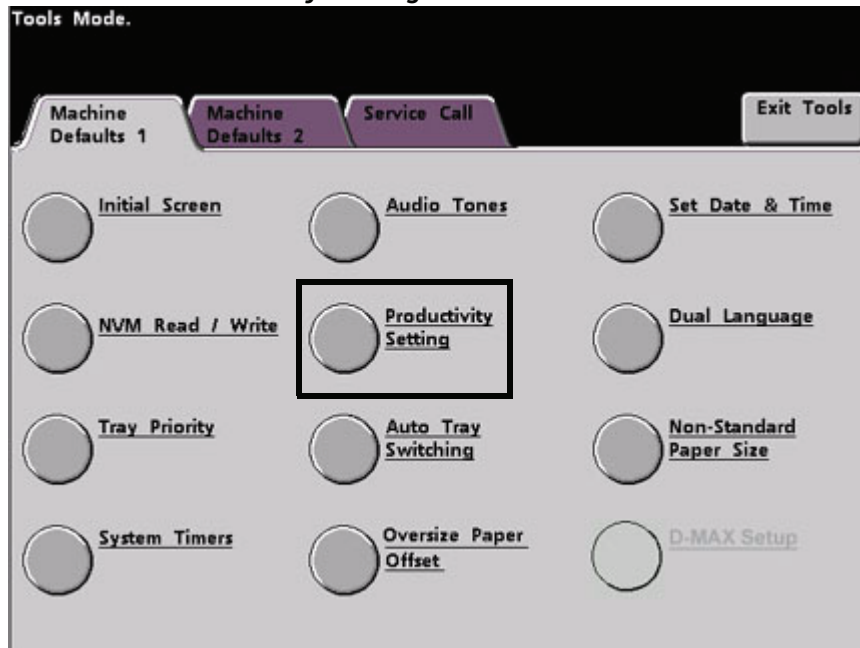 Tools Mode.
Machine
Defaults 1
Machine
Defaults 2
Service Call
Exit Tools
Initial Screen
Audio Tones
Set Date & Time
NVM Read / Write
Productivity
Setting
Dual Language
Tray Priority
Auto Tray
Switching
Non-Standard
Paper Size
System Timers
Oversize Paper
Offset
D-MAX Setup